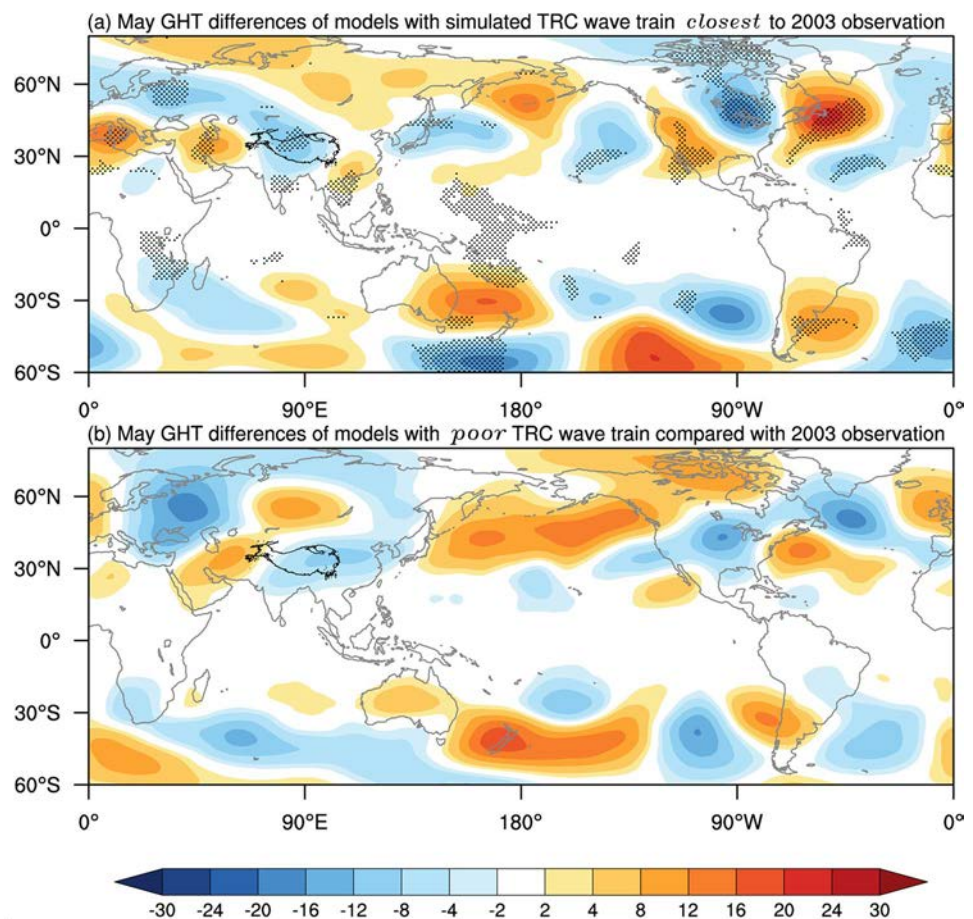 (a) May GHT differences of models with simulated TRC wave train closest to 2003 observation
60°N
30°N
0°
30°S
60°S
0° 90°E 180° 90°W 0°
(b) May GHT differences of models with poor TRC wave train compared with 2003 observation
60°N
30°N
0°
30°S
60°S
0° 90°E 180° 90°W 0°
-30 -24 -20 -16 -12 -8 -4 -2 2 4 8 12 16 20 24 30